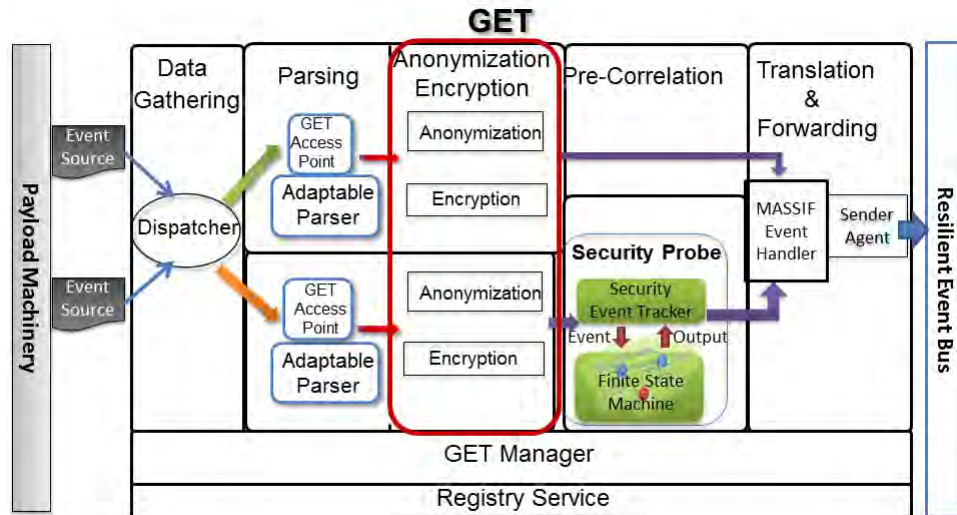 GET
Payload Machinery
Event
Source
Event
Source
Data
Gathering
Dispatcher
Parsing
GET
Access
Point
Adaptable
Parser
GET
Access
Point
Adaptable
Parser
Anonymization
Encryption
Anonymization
Encryption
Anonymization
Encryption
Pre-Correlation
Security Probe
Security
Event Tracker
Event
Output
Finite State
Machine
Translation
&
Forwarding
MASSIF
Event
Handler
Sender
Agent
Resilient Event Bus
GET Manager
Registry Service